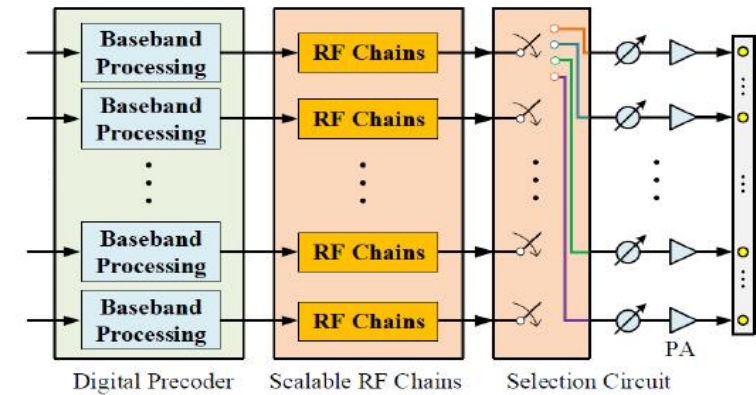 Baseband
Processing
RF Chains
Baseband
Processing
RF Chains
Baseband
Processing
RF Chains
Baseband
Processing
RF Chains
PA
Digital Precoder
Scalable RF Chains
Selection Circuit